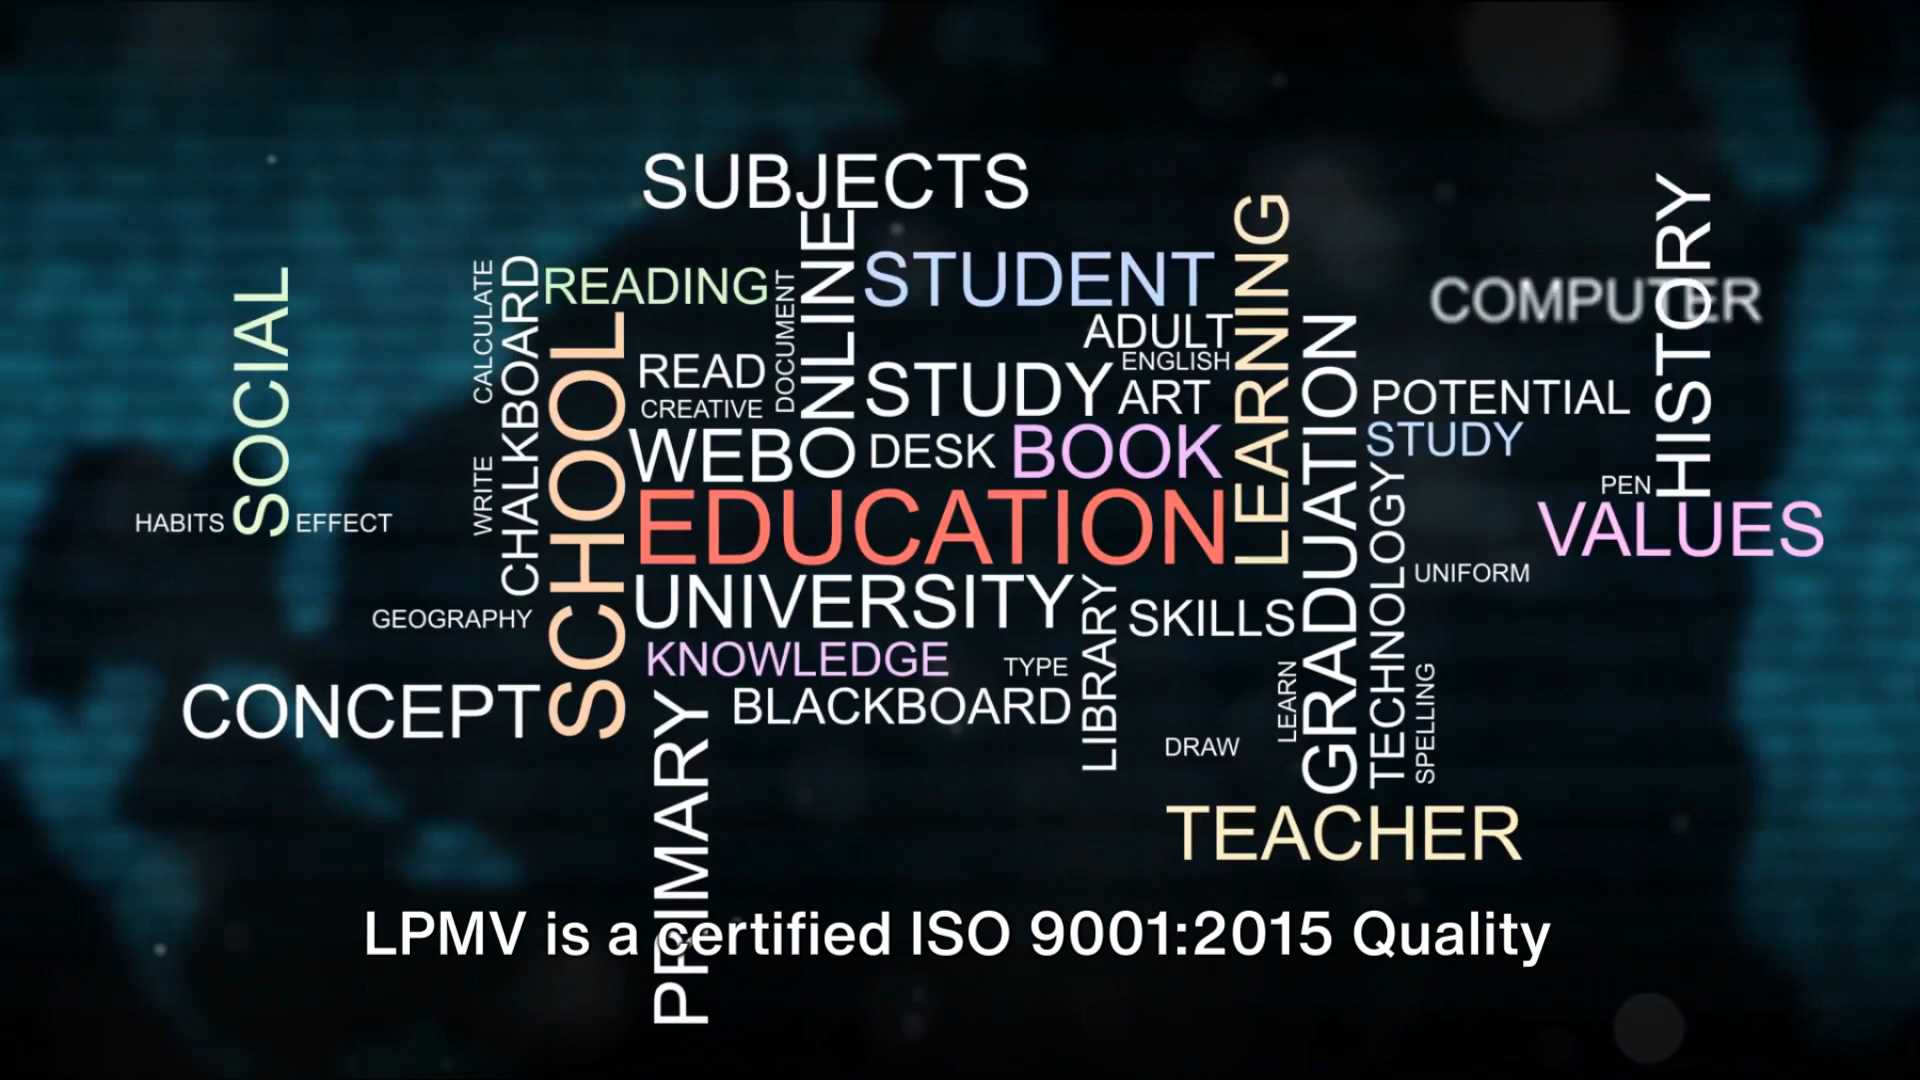 SUBJECTS
HISTORY
LEARNING
ONLINE
STUDENT
CHALKBOARD
CALCULATE
READING
SOCIAL
DOCUMENT
COMPUTER
SCHOOL
ADULT
GRADUATION
ENGLISH
READ
STUDY
ART
POTENTIAL
CREATIVE
STUDY
WEB
DESK
BOOK
WRITE
TECHNOLOGY
PEN
EDUCATION
VALUES
HABITS
EFFECT
UNIFORM
UNIVERSITY
LIBRARY
SKILLS
GEOGRAPHY
KNOWLEDGE
TYPE
LEARN
SPELLING
CONCEPT
PRIMARY
BLACKBOARD
DRAW
TEACHER
LPMV is a certified ISO 9001:2015 Quality